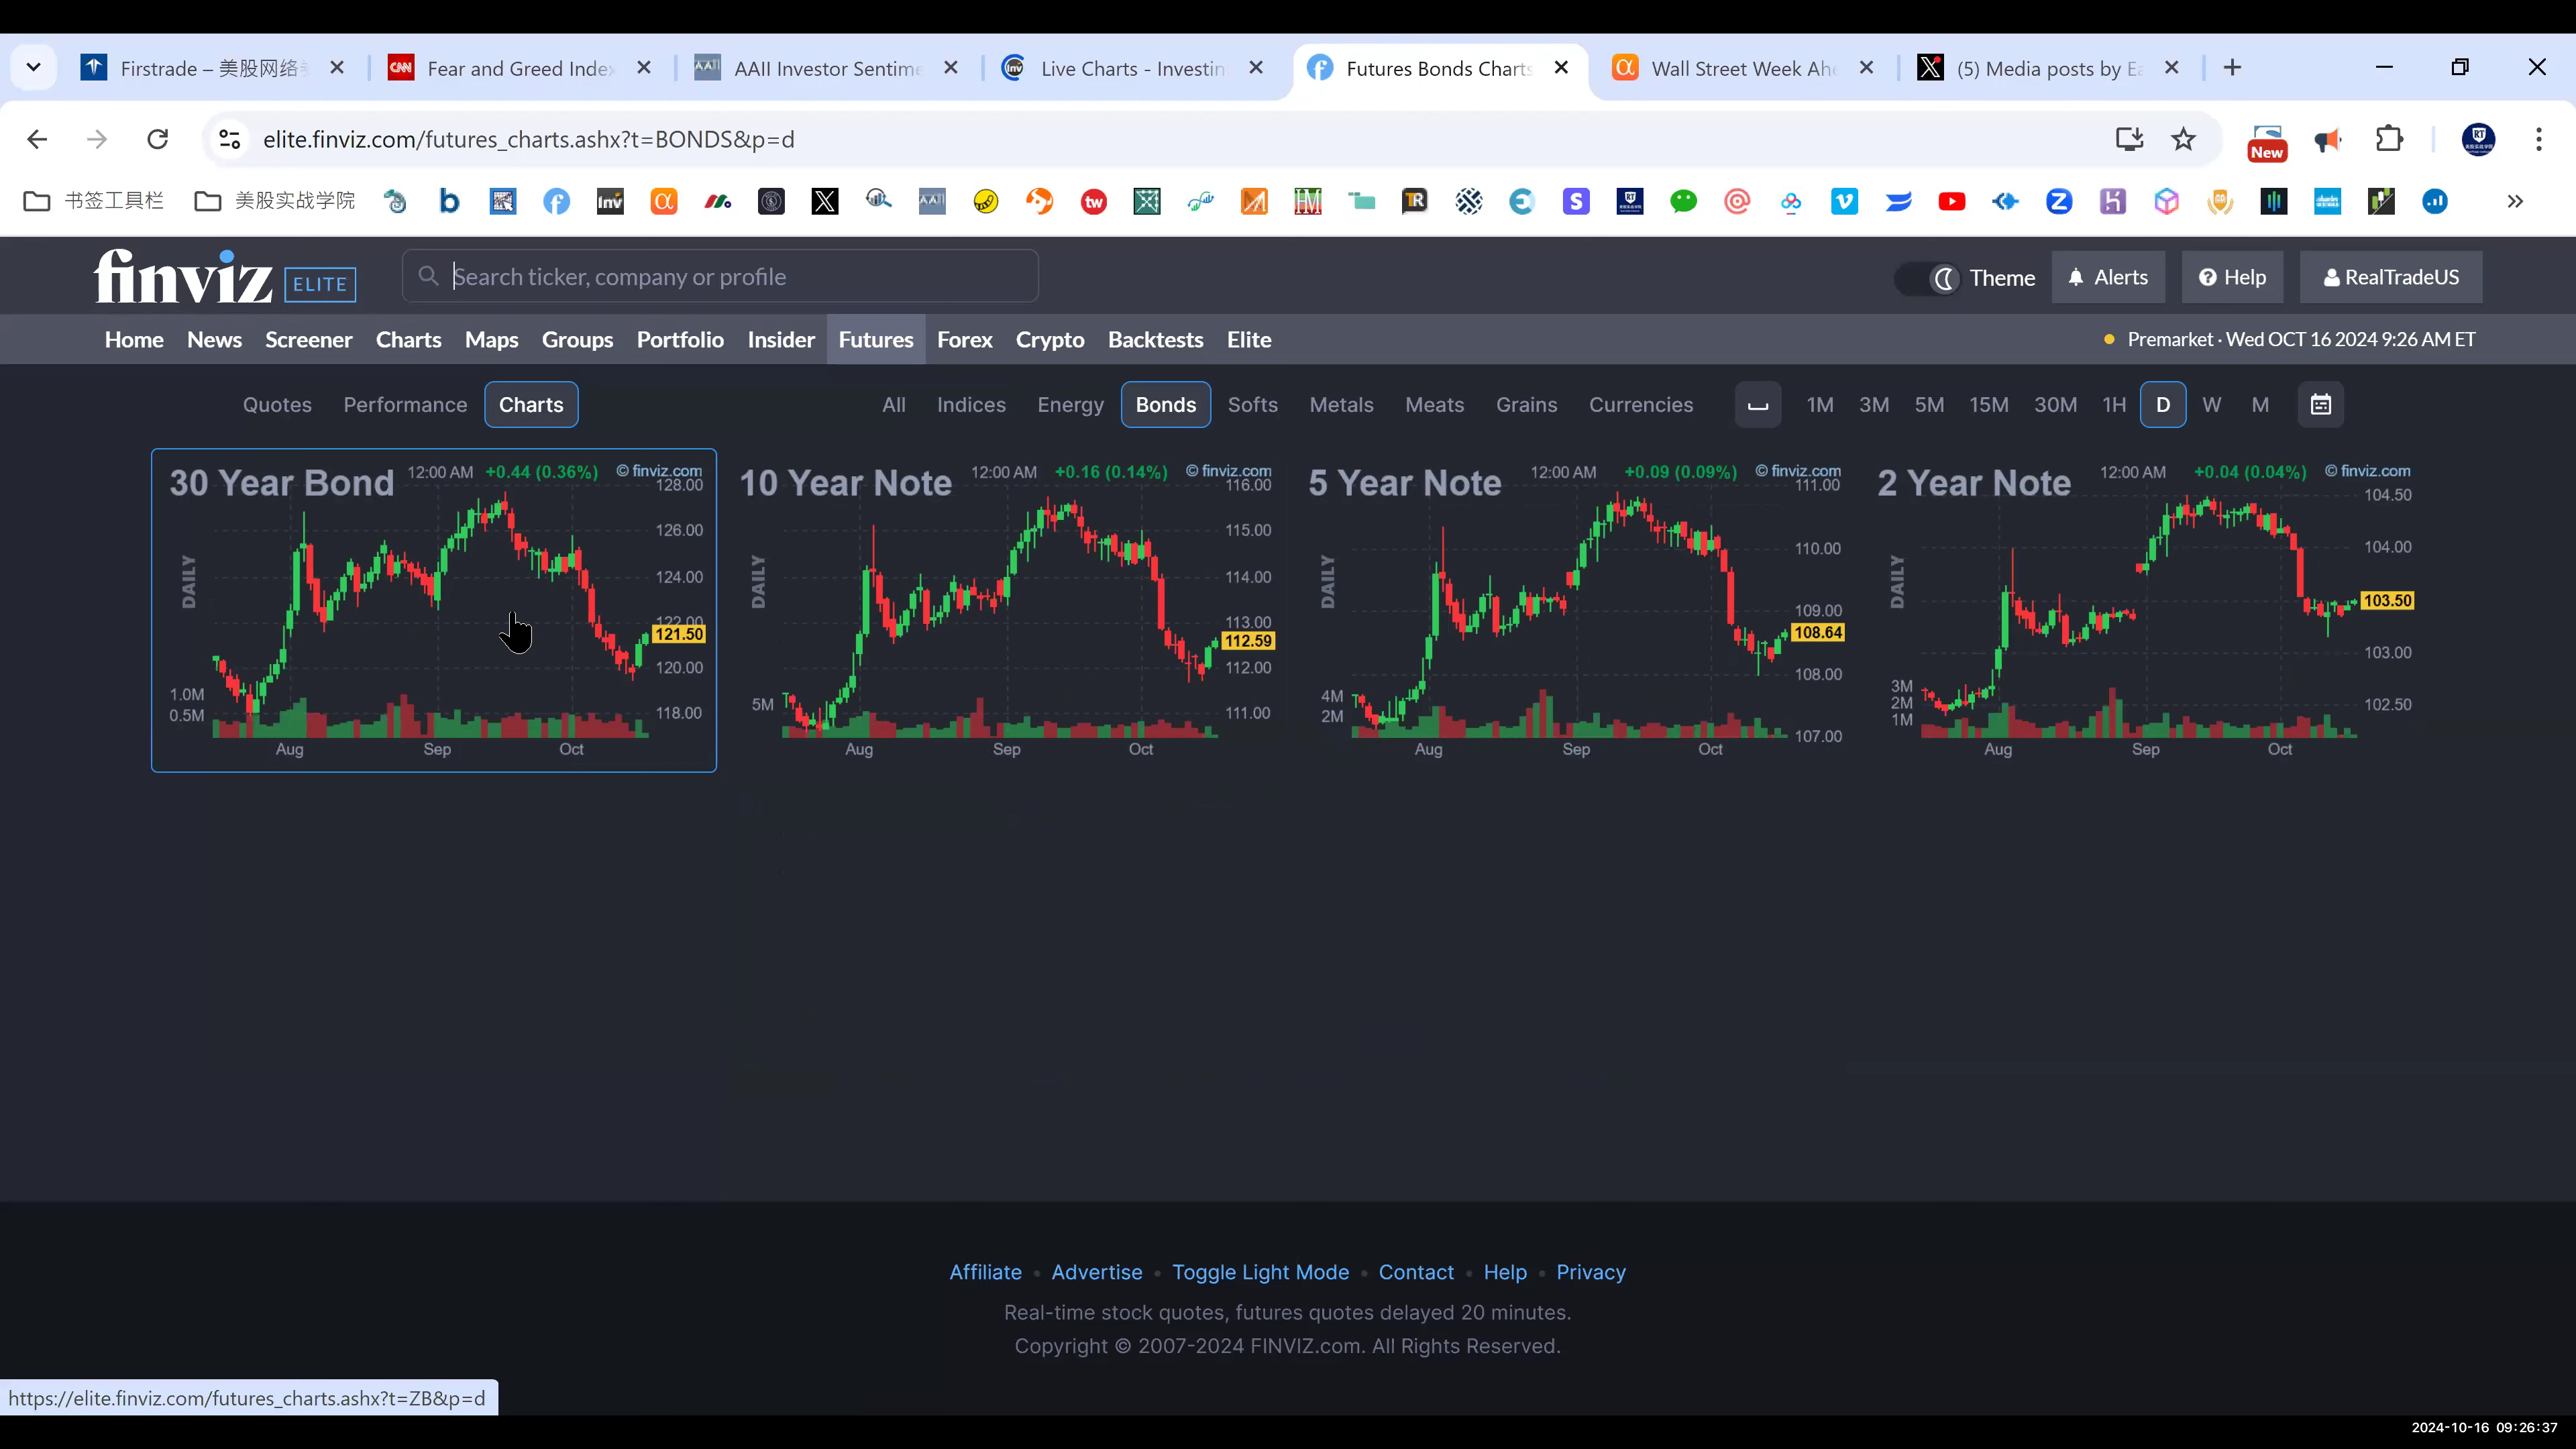 Firstrade – 美股网络
Fear and Greed Index
AAII Investor Sentime
Live Charts - Investin
Futures Bonds Charts
Wall Street Week Ahe
(5) Media posts by Ea
elite.finviz.com/futures_charts.ashx?t=BONDS&p=d
New
书签工具栏
美股实战学院
finviz ELITE
Search ticker, company or profile
Theme
Alerts
Help
RealTradeUS
Home News Screener Charts Maps Groups Portfolio Insider Futures Forex Crypto Backtests Elite
Premarket · Wed OCT 16 2024 9:26 AM ET
Quotes Performance Charts
All Indices Energy Bonds Softs Metals Meats Grains Currencies
1M 3M 5M 15M 30M 1H D W M
30 Year Bond 12:00 AM +0.44 (0.36%) © finviz.com
128.00
126.00
124.00
122.00
121.50
120.00
118.00
DAILY
1.0M
0.5M
Aug Sep Oct
10 Year Note 12:00 AM +0.16 (0.14%) © finviz.com
116.00
115.00
114.00
113.00
112.59
112.00
111.00
DAILY
5M
Aug Sep Oct
5 Year Note 12:00 AM +0.09 (0.09%) © finviz.com
111.00
110.00
109.00
108.64
108.00
107.00
DAILY
4M
2M
Aug Sep Oct
2 Year Note 12:00 AM +0.04 (0.04%) © finviz.com
104.50
104.00
103.50
103.00
102.50
DAILY
3M
2M
1M
Aug Sep Oct
Affiliate • Advertise • Toggle Light Mode • Contact • Help • Privacy
Real-time stock quotes, futures quotes delayed 20 minutes.
Copyright © 2007-2024 FINVIZ.com. All Rights Reserved.
https://elite.finviz.com/futures_charts.ashx?t=ZB&p=d
2024-10-16 09:26:37